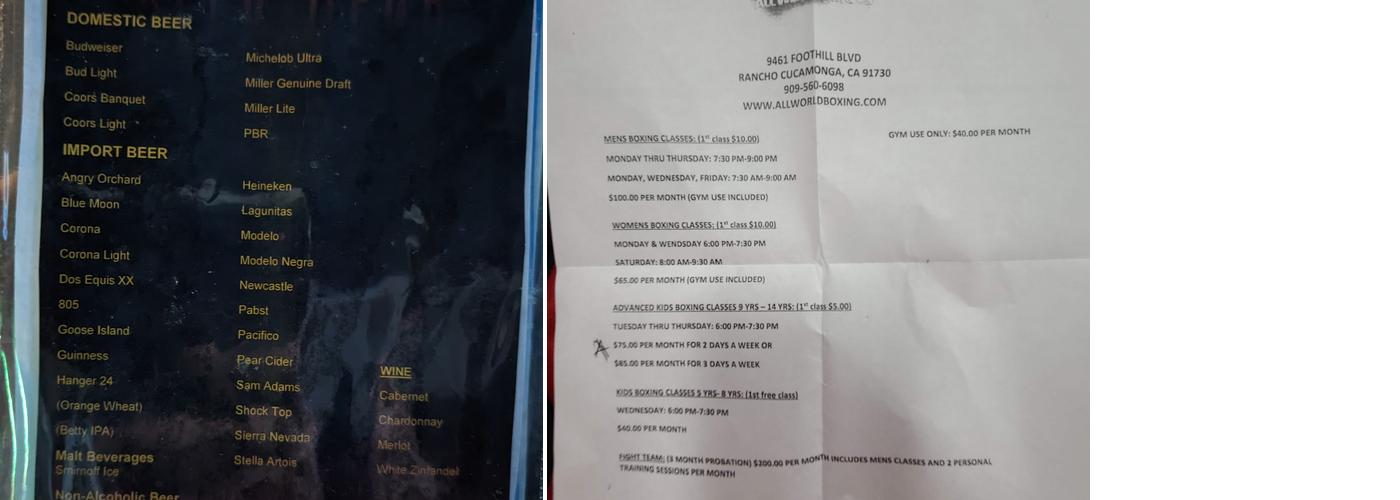 DOMESTIC BEER
Budweiser
Bud Light
Coors Banquet
Coors Light
Michelob Ultra
Miller Genuine Draft
Miller Lite
PBR
IMPORT BEER
Angry Orchard
Blue Moon
Corona
Corona Light
Dos Equis XX
805
Goose Island
Guinness
Hanger 24
(Orange Wheat)
(Betty IPA)
Malt Beverages
Smirnoff Ice
Non-Alcoholic Beer
Heineken
Lagunitas
Modelo
Modelo Negra
Newcastle
Pabst
Pacifico
Pear Cider
Sam Adams
Shock Top
Sierra Nevada
Stella Artois
WINE
Cabernet
Chardonnay
Merlot
White Zinfandel
9461 FOOTHILL BLVD
RANCHO CUCAMONGA, CA 91730
909-560-6098
WWW.ALLWORLDBOXING.COM
GYM USE ONLY: $40.00 PER MONTH
MENS BOXING CLASSES: (1st class $10.00)
MONDAY THRU THURSDAY: 7:30 PM-9:00 PM
MONDAY, WEDNESDAY, FRIDAY: 7:30 AM-9:00 AM
$100.00 PER MONTH (GYM USE INCLUDED)
WOMENS BOXING CLASSES: (1st class $10.00)
MONDAY & WENDSDAY 6:00 PM-7:30 PM
SATURDAY: 8:00 AM-9:30 AM
$65.00 PER MONTH (GYM USE INCLUDED)
ADVANCED KIDS BOXING CLASSES 9 YRS – 14 YRS: (1st class $5.00)
TUESDAY THRU THURSDAY: 6:00 PM-7:30 PM
$75.00 PER MONTH FOR 2 DAYS A WEEK OR
$85.00 PER MONTH FOR 3 DAYS A WEEK
KIDS BOXING CLASSES 5 YRS- 8 YRS: (1st free class)
WEDNESDAY: 6:00 PM-7:30 PM
$40.00 PER MONTH
FIGHT TEAM: (3 MONTH PROBATION) $200.00 PER MONTH INCLUDES MENS CLASSES AND 2 PERSONAL
TRAINING SESSIONS PER MONTH